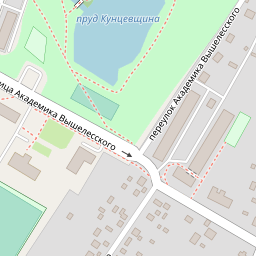 пруд Кунцевщина
переулок Академика Вышелесского
ица Академика Вышелесского